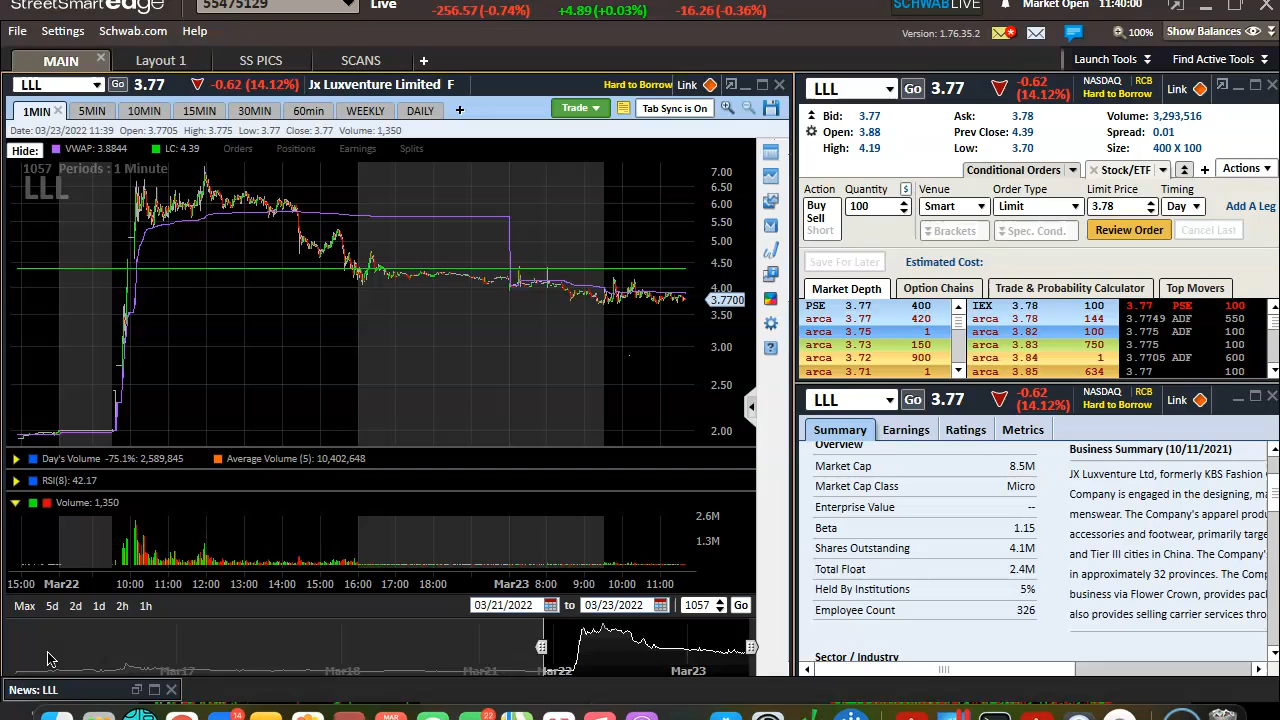 StreetSmart edge 55475129 Live -256.57 (-0.74%) +4.89 (+0.03%) -16.26 (-0.36%) SCHWAB LIVE Market Open 11:40:00
File Settings Schwab.com Help Version: 1.76.35.2 100% Show Balances
MAIN Layout 1 SS PICS SCANS + Launch Tools Find Active Tools
LLL Go 3.77 -0.62 (14.12%) Jx Luxventure Limited F Hard to Borrow Link
1MIN 5MIN 10MIN 15MIN 30MIN 60min WEEKLY DAILY + Trade Tab Sync is On
Date: 03/23/2022 11:39 Open: 3.7705 High: 3.775 Low: 3.77 Close: 3.77 Volume: 1,350
Hide: VWAP: 3.8844 LC: 4.39 Orders Positions Earnings Splits
1057 Periods : 1 Minute
LLL
7.00
6.50
6.00
5.50
5.00
4.50
4.00
3.7700
3.50
3.00
2.50
2.00
Day's Volume -75.1%: 2,589,845 Average Volume (5): 10,402,648
RSI(8): 42.17
Volume: 1,350
2.6M
1.3M
15:00 Mar22 10:00 11:00 12:00 13:00 14:00 15:00 16:00 17:00 18:00 Mar23 8:00 9:00 10:00 11:00
Max 5d 2d 1d 2h 1h 03/21/2022 to 03/23/2022 1057 Go
Mar17 Mar18 Mar21 Mar22 Mar23
News: LLL
LLL Go 3.77 -0.62 (14.12%) NASDAQ RCB Hard to Borrow Link
Bid: 3.77 Ask: 3.78 Volume: 3,293,516
Open: 3.88 Prev Close: 4.39 Spread: 0.01
High: 4.19 Low: 3.70 Size: 400 X 100
Conditional Orders Stock/ETF + Actions
Action Quantity $ Venue Order Type Limit Price Timing
Buy
Sell
Short
100 Smart Limit 3.78 Day Add A Leg
Brackets Spec. Cond. Review Order Cancel Last
Save For Later Estimated Cost:
Market Depth Option Chains Trade & Probability Calculator Top Movers
PSE 3.77 400 IEX 3.78 100 3.77 PSE 100
arca 3.77 420 arca 3.78 144 3.7749 ADF 550
arca 3.75 1 arca 3.82 100 3.775 ADF 100
arca 3.73 150 arca 3.83 750 3.775 100
arca 3.72 900 arca 3.84 1 3.7705 ADF 600
arca 3.71 1 arca 3.85 634 3.77 100
LLL Go 3.77 -0.62 (14.12%) NASDAQ RCB Hard to Borrow Link
Summary Earnings Ratings Metrics
Overview
Market Cap 8.5M
Market Cap Class Micro
Enterprise Value --
Beta 1.15
Shares Outstanding 4.1M
Total Float 2.4M
Held By Institutions 5%
Employee Count 326
Sector / Industry
Business Summary (10/11/2021)
JX Luxventure Ltd, formerly KBS Fashion
Company is engaged in the designing, ma
menswear. The Company's apparel produ
accessories and footwear, primarily targe
and Tier III cities in China. The Company'
in approximately 32 provinces. The Comp
business via Flower Crown, provides pac
also provides selling carrier services thro
14 MAR 22